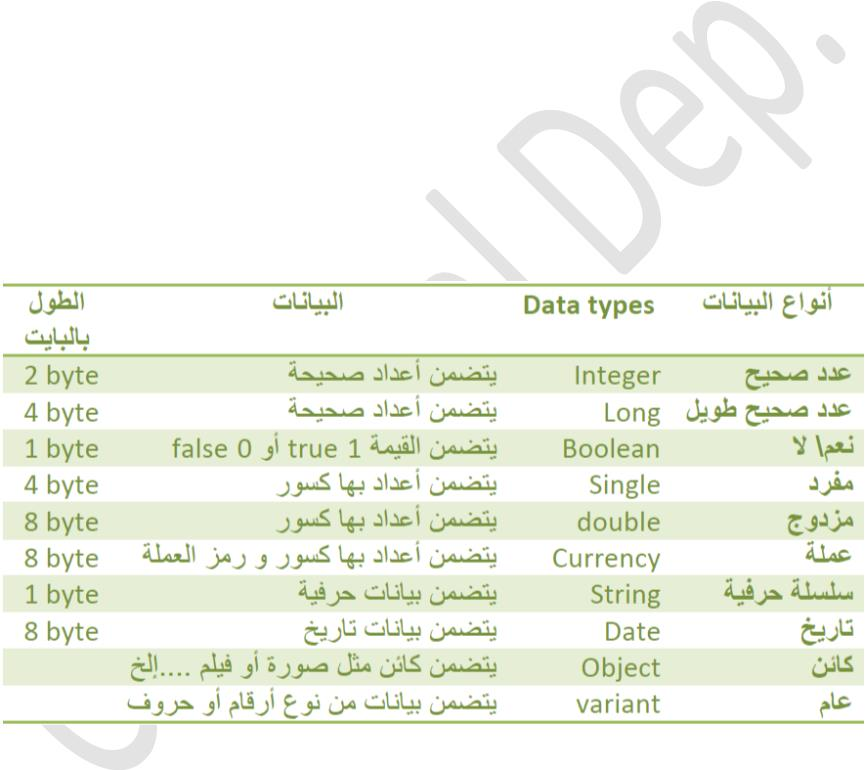 l Dep.
أنواع البيانات Data types البيانات الطول بالبايت
عدد صحيح Integer يتضمن أعداد صحيحة 2 byte
عدد صحيح طويل Long يتضمن أعداد صحيحة 4 byte
نعم\ لا Boolean يتضمن القيمة true 1 أو false 0 1 byte
مفرد Single يتضمن أعداد بها كسور 4 byte
مزدوج double يتضمن أعداد بها كسور 8 byte
عملة Currency يتضمن أعداد بها كسور و رمز العملة 8 byte
سلسلة حرفية String يتضمن بيانات حرفية 1 byte
تاريخ Date يتضمن بيانات تاريخ 8 byte
كائن Object يتضمن كائن مثل صورة أو فيلم ....إلخ
عام variant يتضمن بيانات من نوع أرقام أو حروف